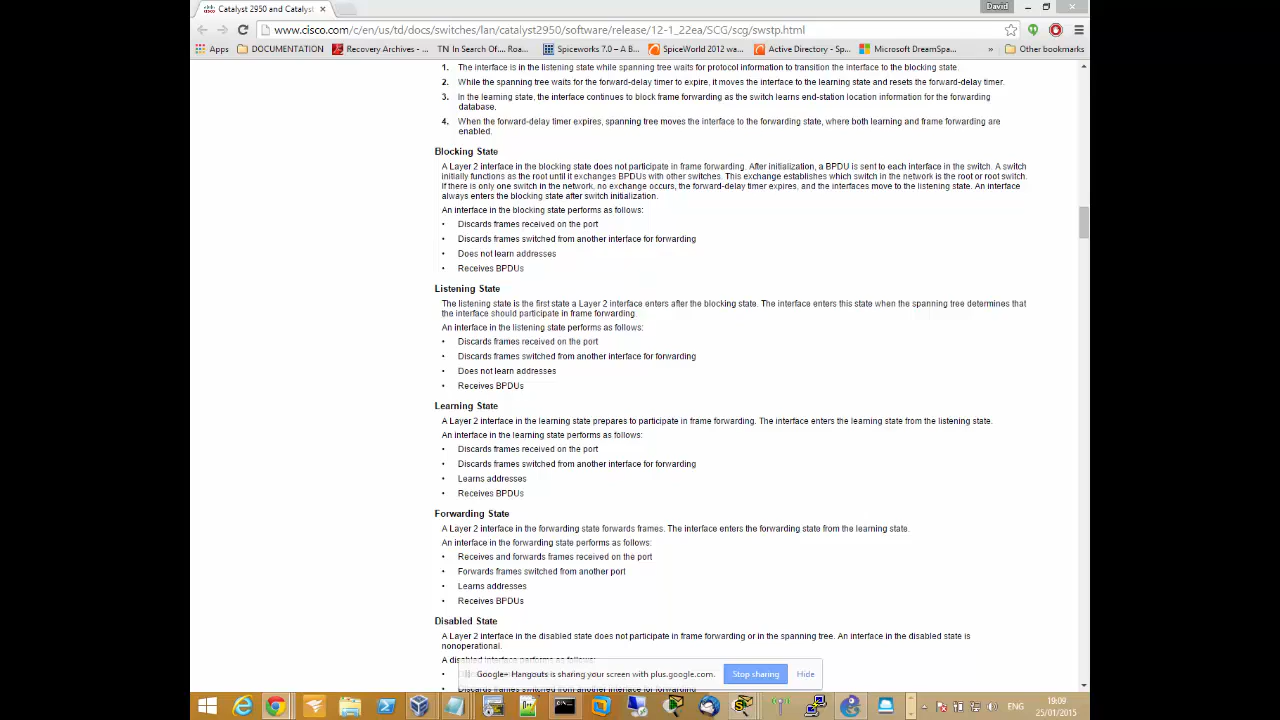 Catalyst 2950 and Catalyst
David
www.cisco.com/c/en/us/td/docs/switches/lan/catalyst2950/software/release/12-1_22ea/SCG/scg/swstp.html
Apps DOCUMENTATION Recovery Archives - ... TN In Search Of... Roa... Spiceworks 7.0 – A B... SpiceWorld 2012 wa... Active Directory - Sp... Microsoft DreamSpa... » Other bookmarks
1. The interface is in the listening state while spanning tree waits for protocol information to transition the interface to the blocking state.
2. While the spanning tree waits for the forward-delay timer to expire, it moves the interface to the learning state and resets the forward-delay timer.
3. In the learning state, the interface continues to block frame forwarding as the switch learns end-station location information for the forwarding
database.
4. When the forward-delay timer expires, spanning tree moves the interface to the forwarding state, where both learning and frame forwarding are
enabled.
Blocking State
A Layer 2 interface in the blocking state does not participate in frame forwarding. After initialization, a BPDU is sent to each interface in the switch. A switch
initially functions as the root until it exchanges BPDUs with other switches. This exchange establishes which switch in the network is the root or root switch.
If there is only one switch in the network, no exchange occurs, the forward-delay timer expires, and the interfaces move to the listening state. An interface
always enters the blocking state after switch initialization.
An interface in the blocking state performs as follows:
• Discards frames received on the port
• Discards frames switched from another interface for forwarding
• Does not learn addresses
• Receives BPDUs
Listening State
The listening state is the first state a Layer 2 interface enters after the blocking state. The interface enters this state when the spanning tree determines that
the interface should participate in frame forwarding.
An interface in the listening state performs as follows:
• Discards frames received on the port
• Discards frames switched from another interface for forwarding
• Does not learn addresses
• Receives BPDUs
Learning State
A Layer 2 interface in the learning state prepares to participate in frame forwarding. The interface enters the learning state from the listening state.
An interface in the learning state performs as follows:
• Discards frames received on the port
• Discards frames switched from another interface for forwarding
• Learns addresses
• Receives BPDUs
Forwarding State
A Layer 2 interface in the forwarding state forwards frames. The interface enters the forwarding state from the learning state.
An interface in the forwarding state performs as follows:
• Receives and forwards frames received on the port
• Forwards frames switched from another port
• Learns addresses
• Receives BPDUs
Disabled State
A Layer 2 interface in the disabled state does not participate in frame forwarding or in the spanning tree. An interface in the disabled state is
nonoperational.
A disabled interface performs as follows:
Google+ Hangouts is sharing your screen with plus.google.com. Stop sharing Hide
• Discards frames switched from another interface for forwarding
ENG
19:09
25/01/2015